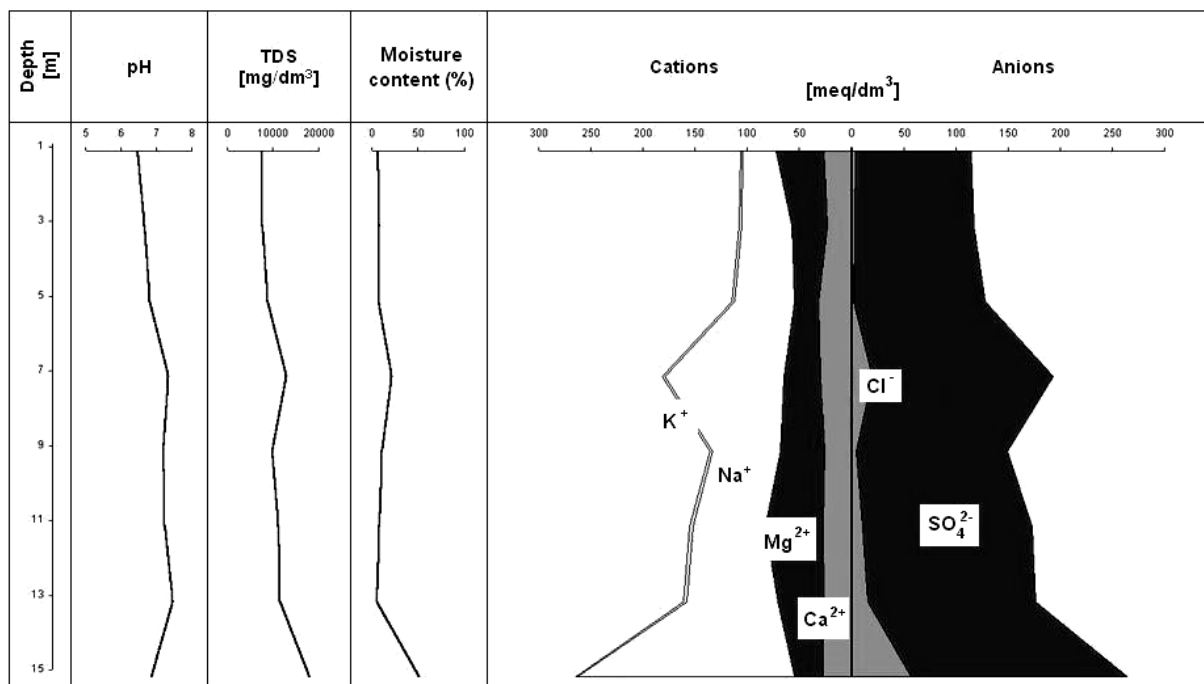 Depth [m]
pH
TDS
[mg/dm³]
Moisture
content (%)
Cations
Anions
[meq/dm³]
5 6 7 8
0 10000 20000
0 50 100
300 250 200 150 100 50 0 50 100 150 200 250 300
1
3
5
7
9
11
13
15
Cl⁻
K⁺
Na⁺
Mg²⁺
SO₄²⁻
Ca²⁺